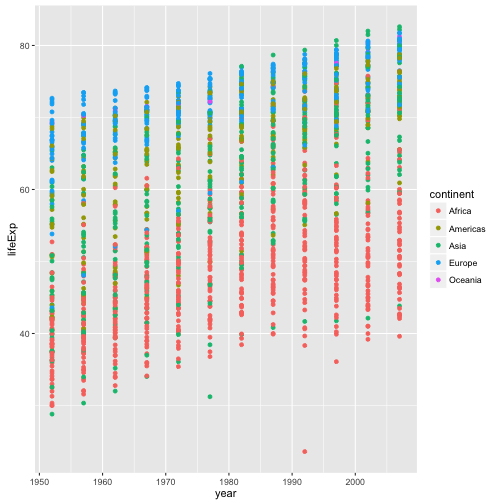 80
60
40
lifeExp
1950
1960
1970
1980
1990
2000
year
continent
Africa
Americas
Asia
Europe
Oceania